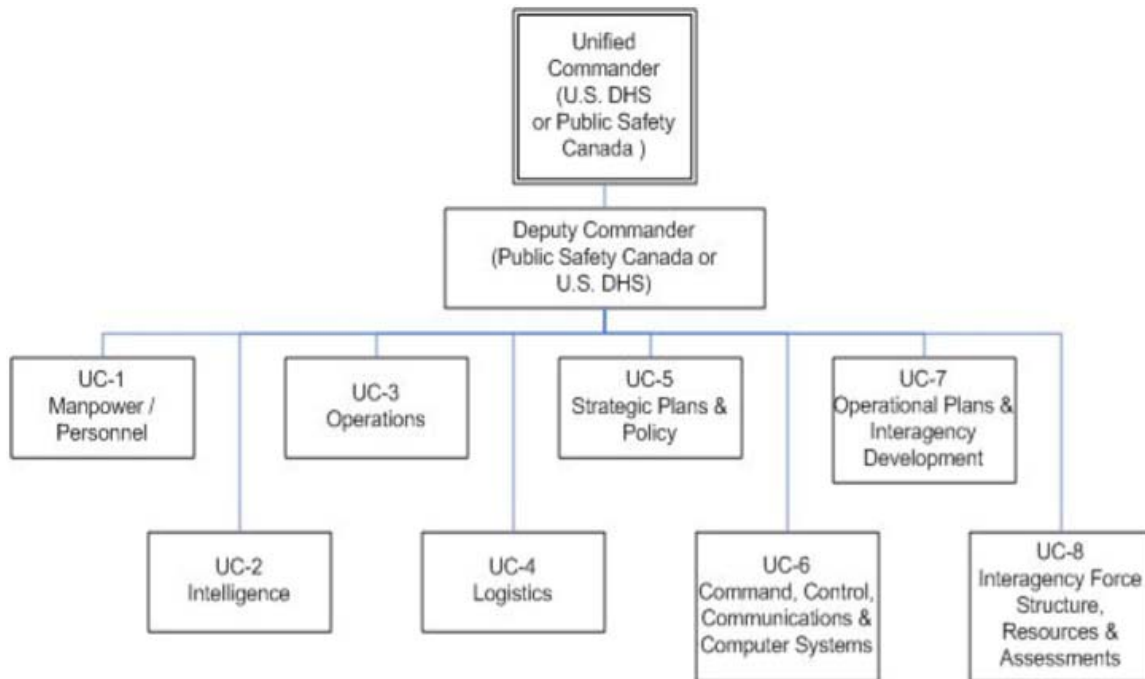 Unified
Commander
(U.S. DHS
or Public Safety
Canada )
Deputy Commander
(Public Safety Canada or
U.S. DHS)
UC-1
Manpower /
Personnel
UC-3
Operations
UC-5
Strategic Plans &
Policy
UC-7
Operational Plans &
Interagency
Development
UC-2
Intelligence
UC-4
Logistics
UC-6
Command, Control,
Communications &
Computer Systems
UC-8
Interagency Force
Structure,
Resources &
Assessments